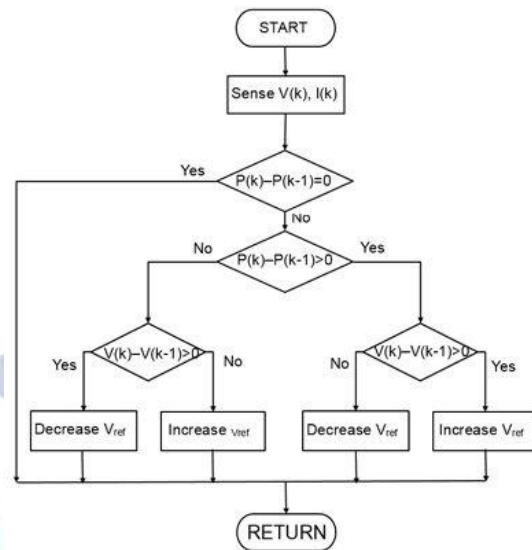 START
Sense V(k), I(k)
Yes
P(k)–P(k-1)=0
No
No
P(k)–P(k-1)>0
Yes
V(k)–V(k-1)>0
V(k)–V(k-1)>0
Yes
No
No
Yes
Decrease Vref
Increase Vref
Decrease Vref
Increase Vref
RETURN